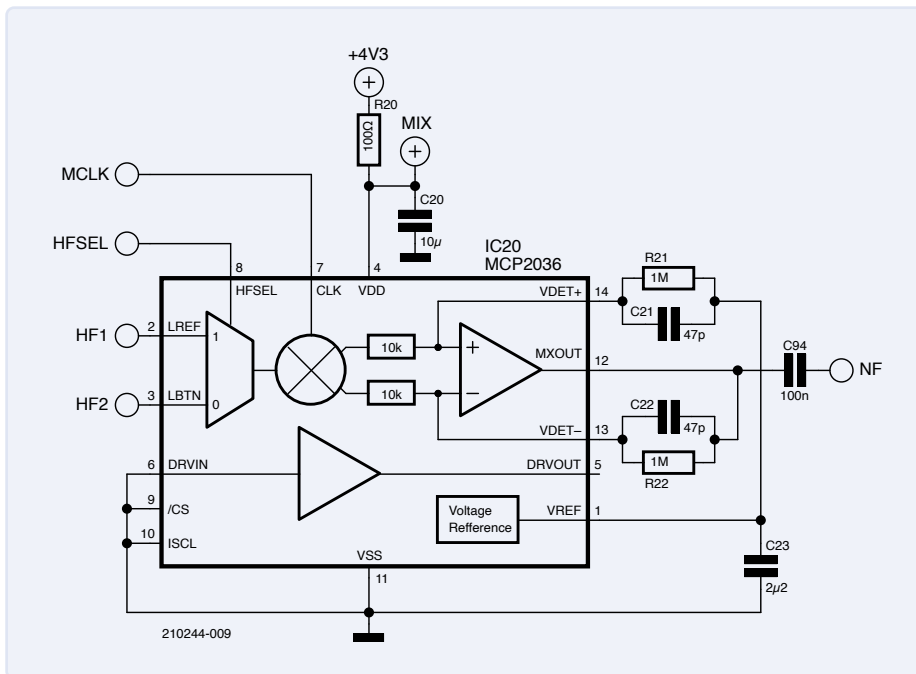 +4V3
R20
100Ω
MIX
MCLK
C20
10µ
HFSEL
IC20
MCP2036
8
7
4
HFSEL
CLK
VDD
R21
1M
VDET+
14
C21
47p
HF1
2
LREF
1
10k
+
MXOUT
12
C94
100n
NF
HF2
3
LBTN
0
10k
–
C22
47p
VDET–
13
1M
R22
6
DRVIN
DRVOUT
5
9
/CS
Voltage
Refference
VREF
1
10
ISCL
C23
2µ2
VSS
11
210244-009